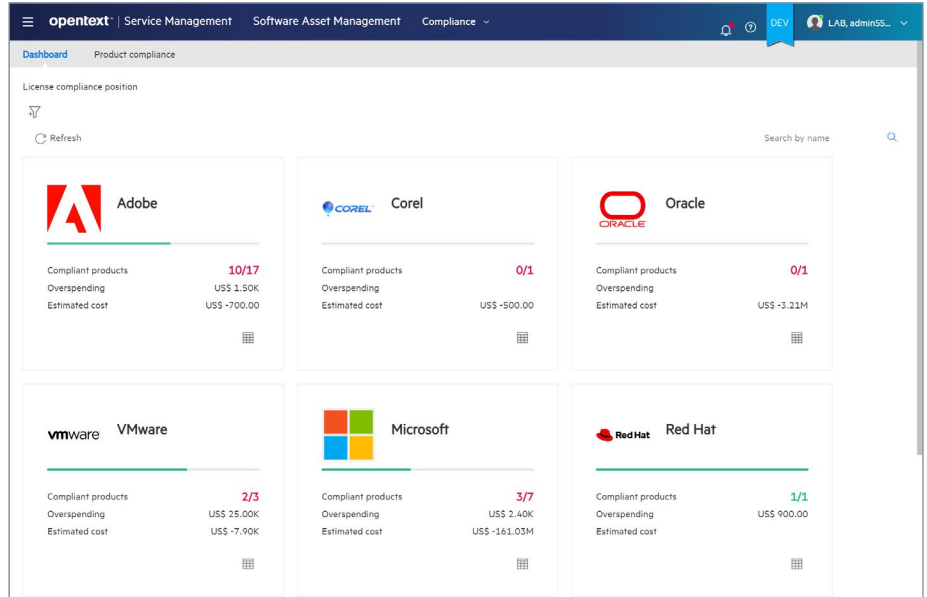 opentext™ | Service Management Software Asset Management Compliance DEV LAB, adminSS...
Dashboard Product compliance
License compliance position
Refresh Search by name
Adobe
Compliant products 10/17
Overspending US$ 1.50K
Estimated cost US$ -700.00
COREL Corel
Compliant products 0/1
Overspending
Estimated cost US$ -500.00
ORACLE Oracle
Compliant products 0/1
Overspending
Estimated cost US$ -3.21M
vmware VMware
Compliant products 2/3
Overspending US$ 25.00K
Estimated cost US$ -7.90K
Microsoft
Compliant products 3/7
Overspending US$ 2.40K
Estimated cost US$ -161.03M
Red Hat Red Hat
Compliant products 1/1
Overspending US$ 900.00
Estimated cost